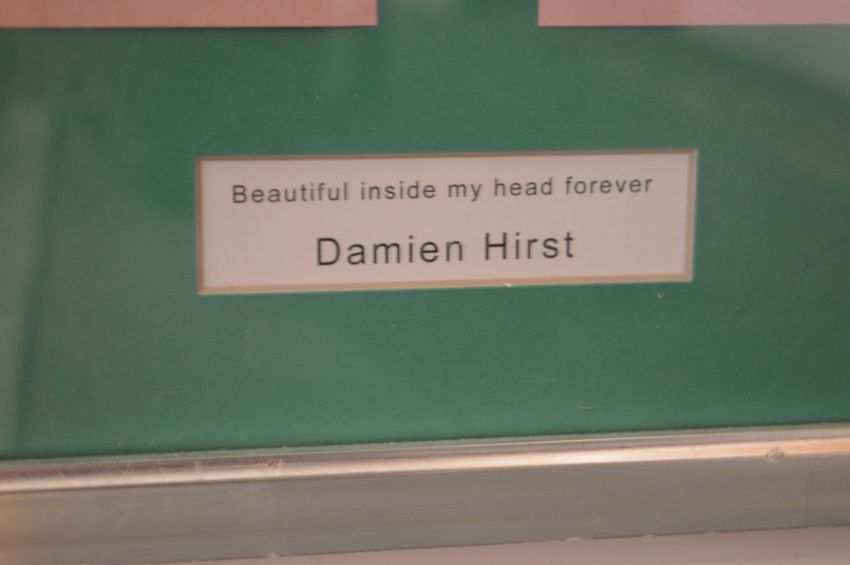 Beautiful inside my head forever
Damien Hirst